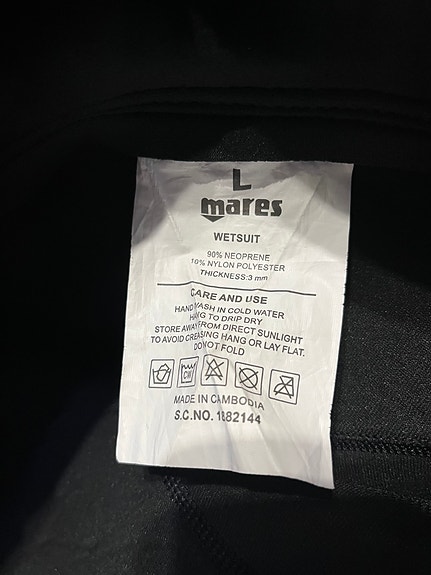 L
mares
WETSUIT
90% NEOPRENE
10% NYLON POLYESTER
THICKNESS:3 mm
CARE AND USE
HAND WASH IN COLD WATER
HANG TO DRIP DRY
STORE AWAY FROM DIRECT SUNLIGHT
TO AVOID CREASING HANG OR LAY FLAT.
DO NOT FOLD
CW
MADE IN CAMBODIA
S.C.NO. 1882144